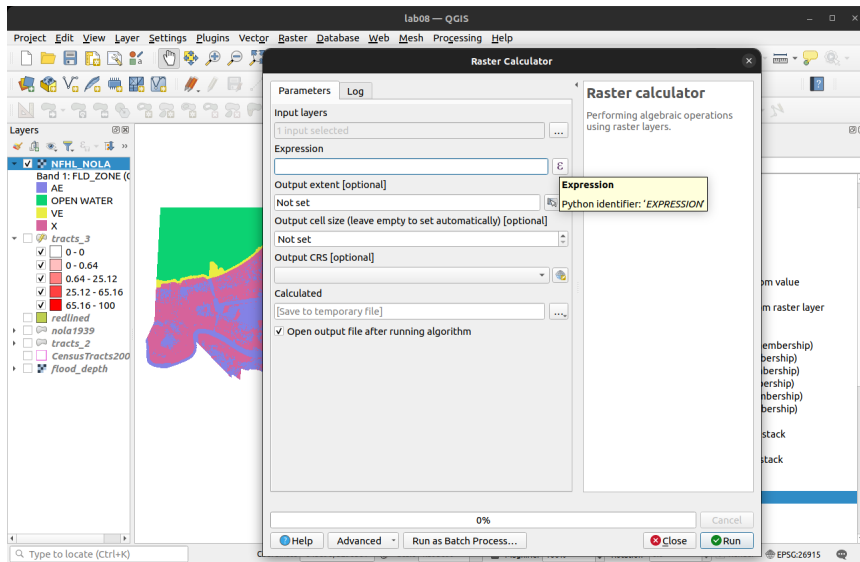 lab08 — QGIS
Project Edit View Layer Settings Plugins Vector Raster Database Web Mesh Processing Help
Raster Calculator
Parameters Log
Input layers
1 input selected
...
Expression
ε
Output extent [optional]
Not set
Output cell size (leave empty to set automatically) [optional]
Not set
Output CRS [optional]
Calculated
[Save to temporary file]
...
Open output file after running algorithm
Raster calculator
Performing algebraic operations
using raster layers.
Expression
Python identifier: 'EXPRESSION'
0%
Cancel
Help Advanced Run as Batch Process... Close Run
Layers
NFHL_NOLA
Band 1: FLD_ZONE (
AE
OPEN WATER
VE
X
tracts_3
0 - 0
0 - 0.64
0.64 - 25.12
25.12 - 65.16
65.16 - 100
redlined
nola1939
tracts_2
CensusTracts200
flood_depth
om value
m raster layer
embership)
bership)
bership)
ership)
mbership)
bership)
stack
stack
Type to locate (Ctrl+K)
EPSG:26915